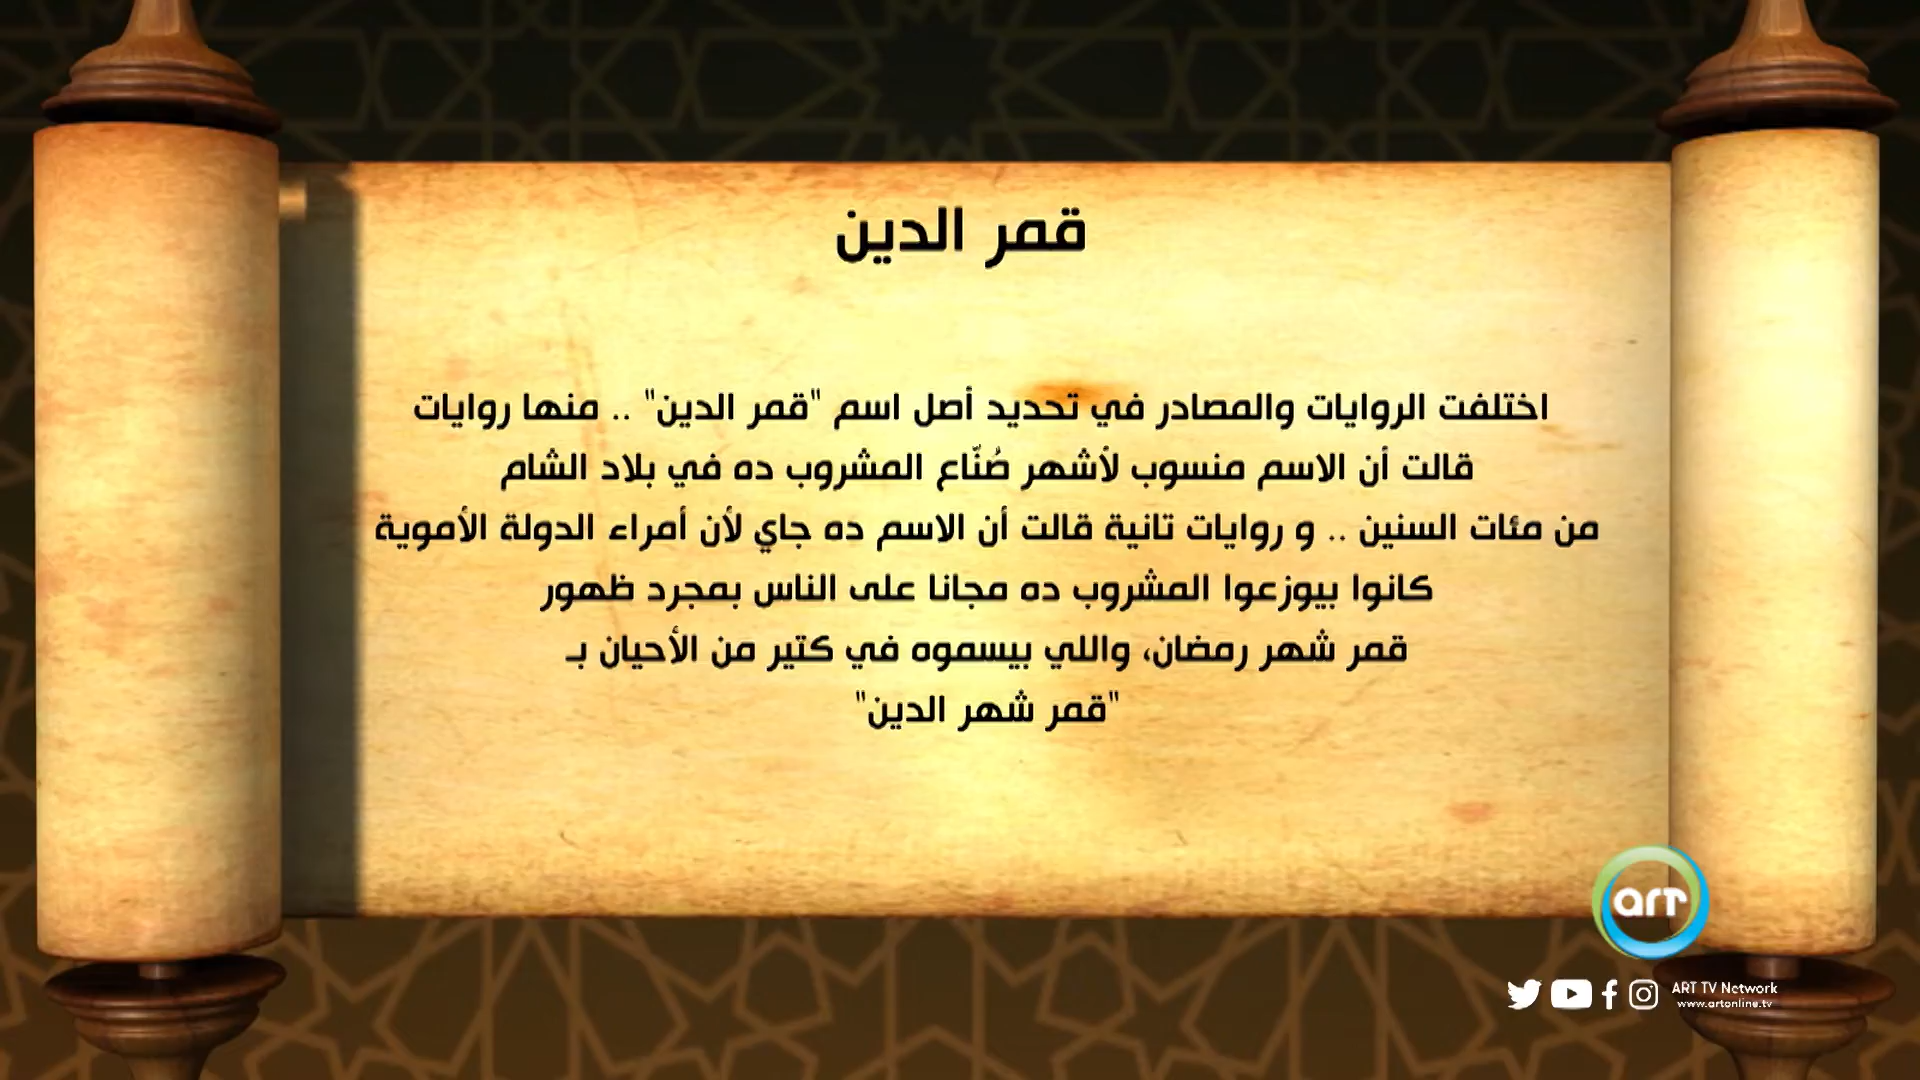 قمر الدين
اختلفت الروايات والمصادر في تحديد أصل اسم "قمر الدين" .. منها روايات
قالت أن الاسم منسوب لأشهر صُنّاع المشروب ده في بلاد الشام
من مئات السنين .. و روايات تانية قالت أن الاسم ده جاي لأن أمراء الدولة الأموية
كانوا بيوزعوا المشروب ده مجانا على الناس بمجرد ظهور
قمر شهر رمضان، واللي بيسموه في كتير من الأحيان بـ
"قمر شهر الدين"
art
ART TV Network
www.artonline.tv